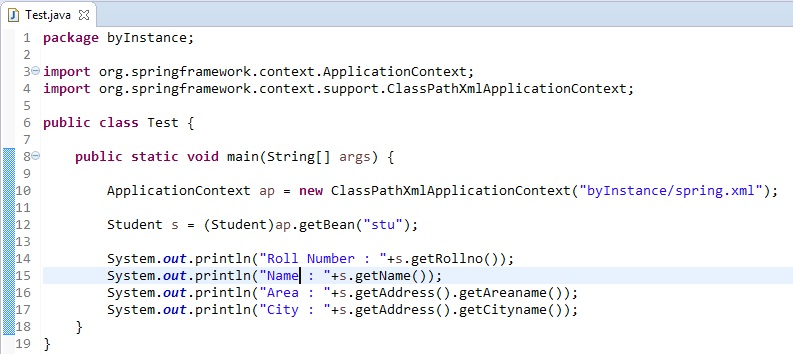 Test.java
1 package byInstance;
2
3 import org.springframework.context.ApplicationContext;
4 import org.springframework.context.support.ClassPathXmlApplicationContext;
5
6 public class Test {
7
8     public static void main(String[] args) {
9
10         ApplicationContext ap = new ClassPathXmlApplicationContext("byInstance/spring.xml");
11
12         Student s = (Student)ap.getBean("stu");
13
14         System.out.println("Roll Number : "+s.getRollno());
15         System.out.println("Name : "+s.getName());
16         System.out.println("Area : "+s.getAddress().getAreaname());
17         System.out.println("City : "+s.getAddress().getCityname());
18     }
19 }